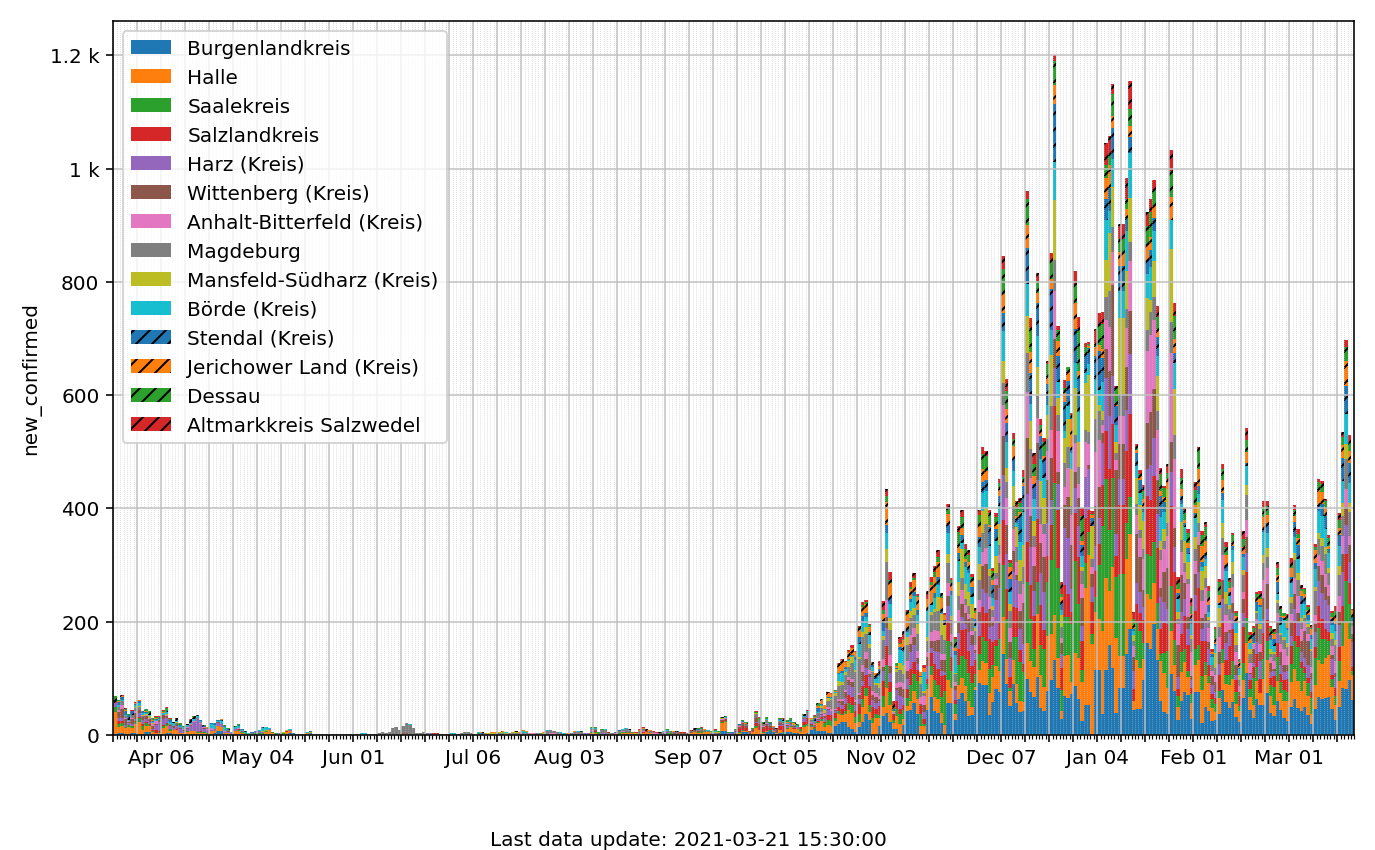 1.2 k
1 k
800
600
400
200
0
new_confirmed
Burgenlandkreis
Halle
Saalekreis
Salzlandkreis
Harz (Kreis)
Wittenberg (Kreis)
Anhalt-Bitterfeld (Kreis)
Magdeburg
Mansfeld-Südharz (Kreis)
Börde (Kreis)
Stendal (Kreis)
Jerichower Land (Kreis)
Dessau
Altmarkkreis Salzwedel
Apr 06 May 04 Jun 01 Jul 06 Aug 03 Sep 07 Oct 05 Nov 02 Dec 07 Jan 04 Feb 01 Mar 01
Last data update: 2021-03-21 15:30:00